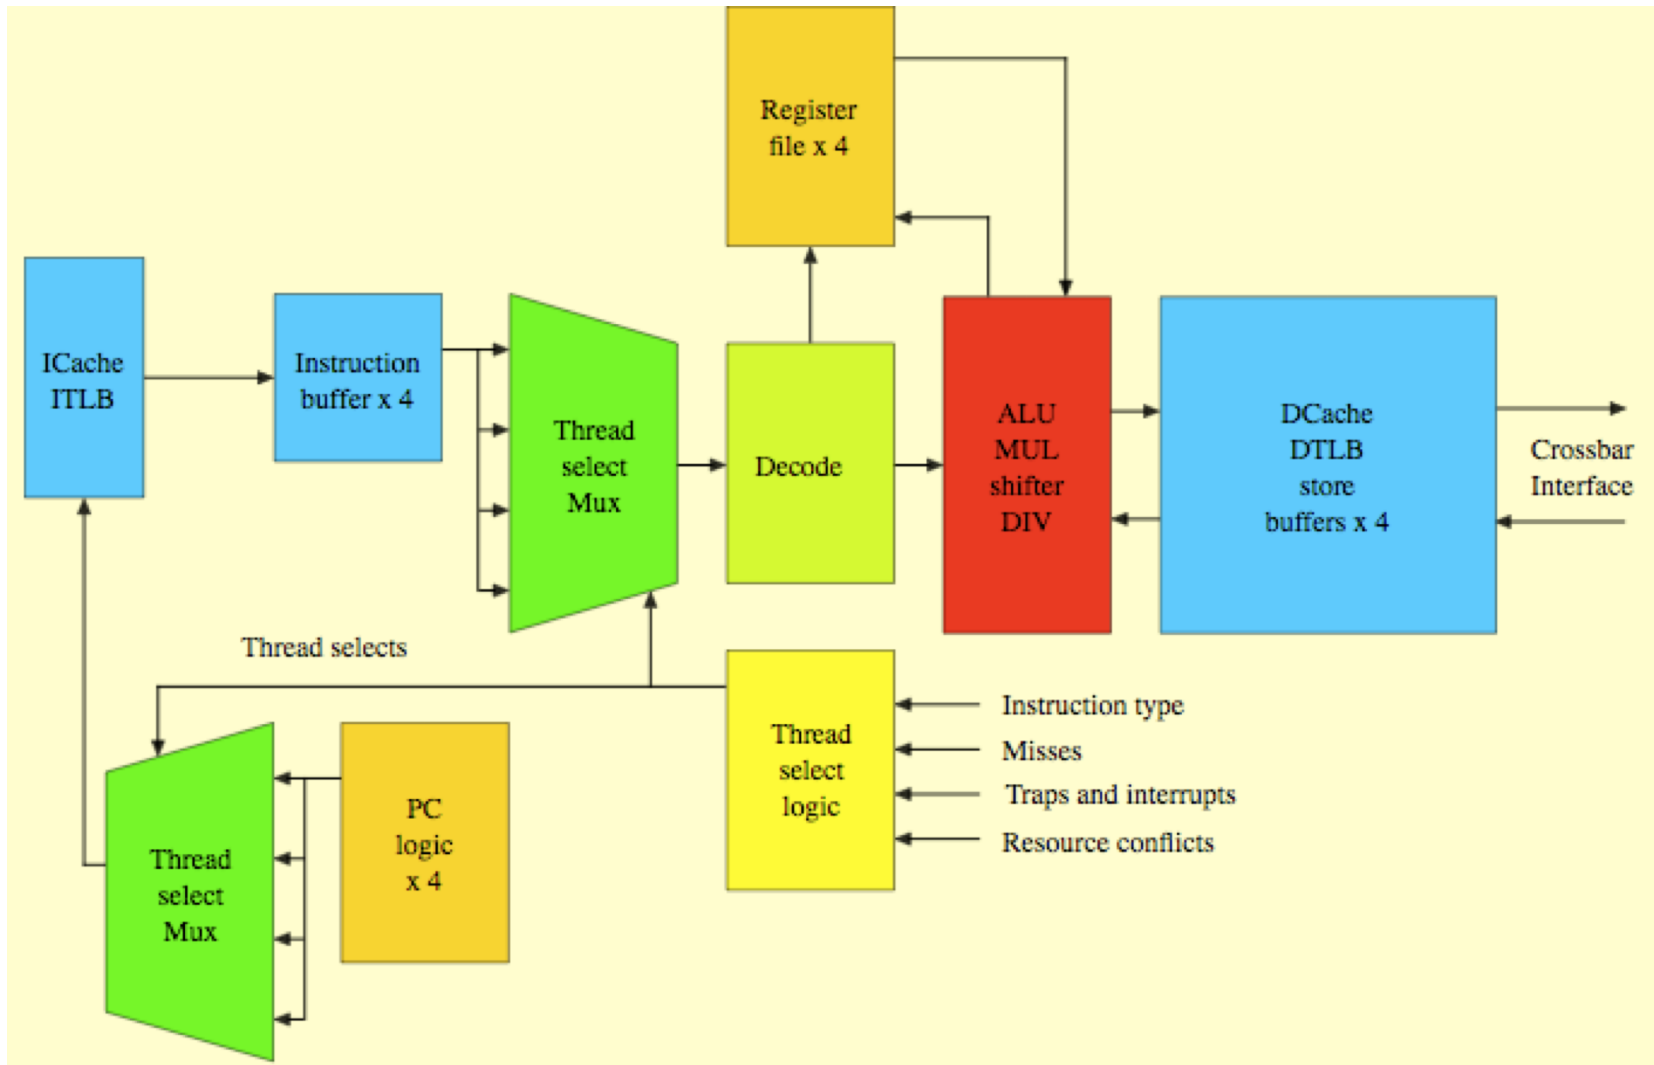 Register
file x 4
ICache
ITLB
Instruction
buffer x 4
Thread
select
Mux
Decode
ALU
MUL
shifter
DIV
DCache
DTLB
store
buffers x 4
Crossbar
Interface
Thread selects
Thread
select
logic
Instruction type
Misses
Traps and interrupts
Resource conflicts
PC
logic
x 4
Thread
select
Mux